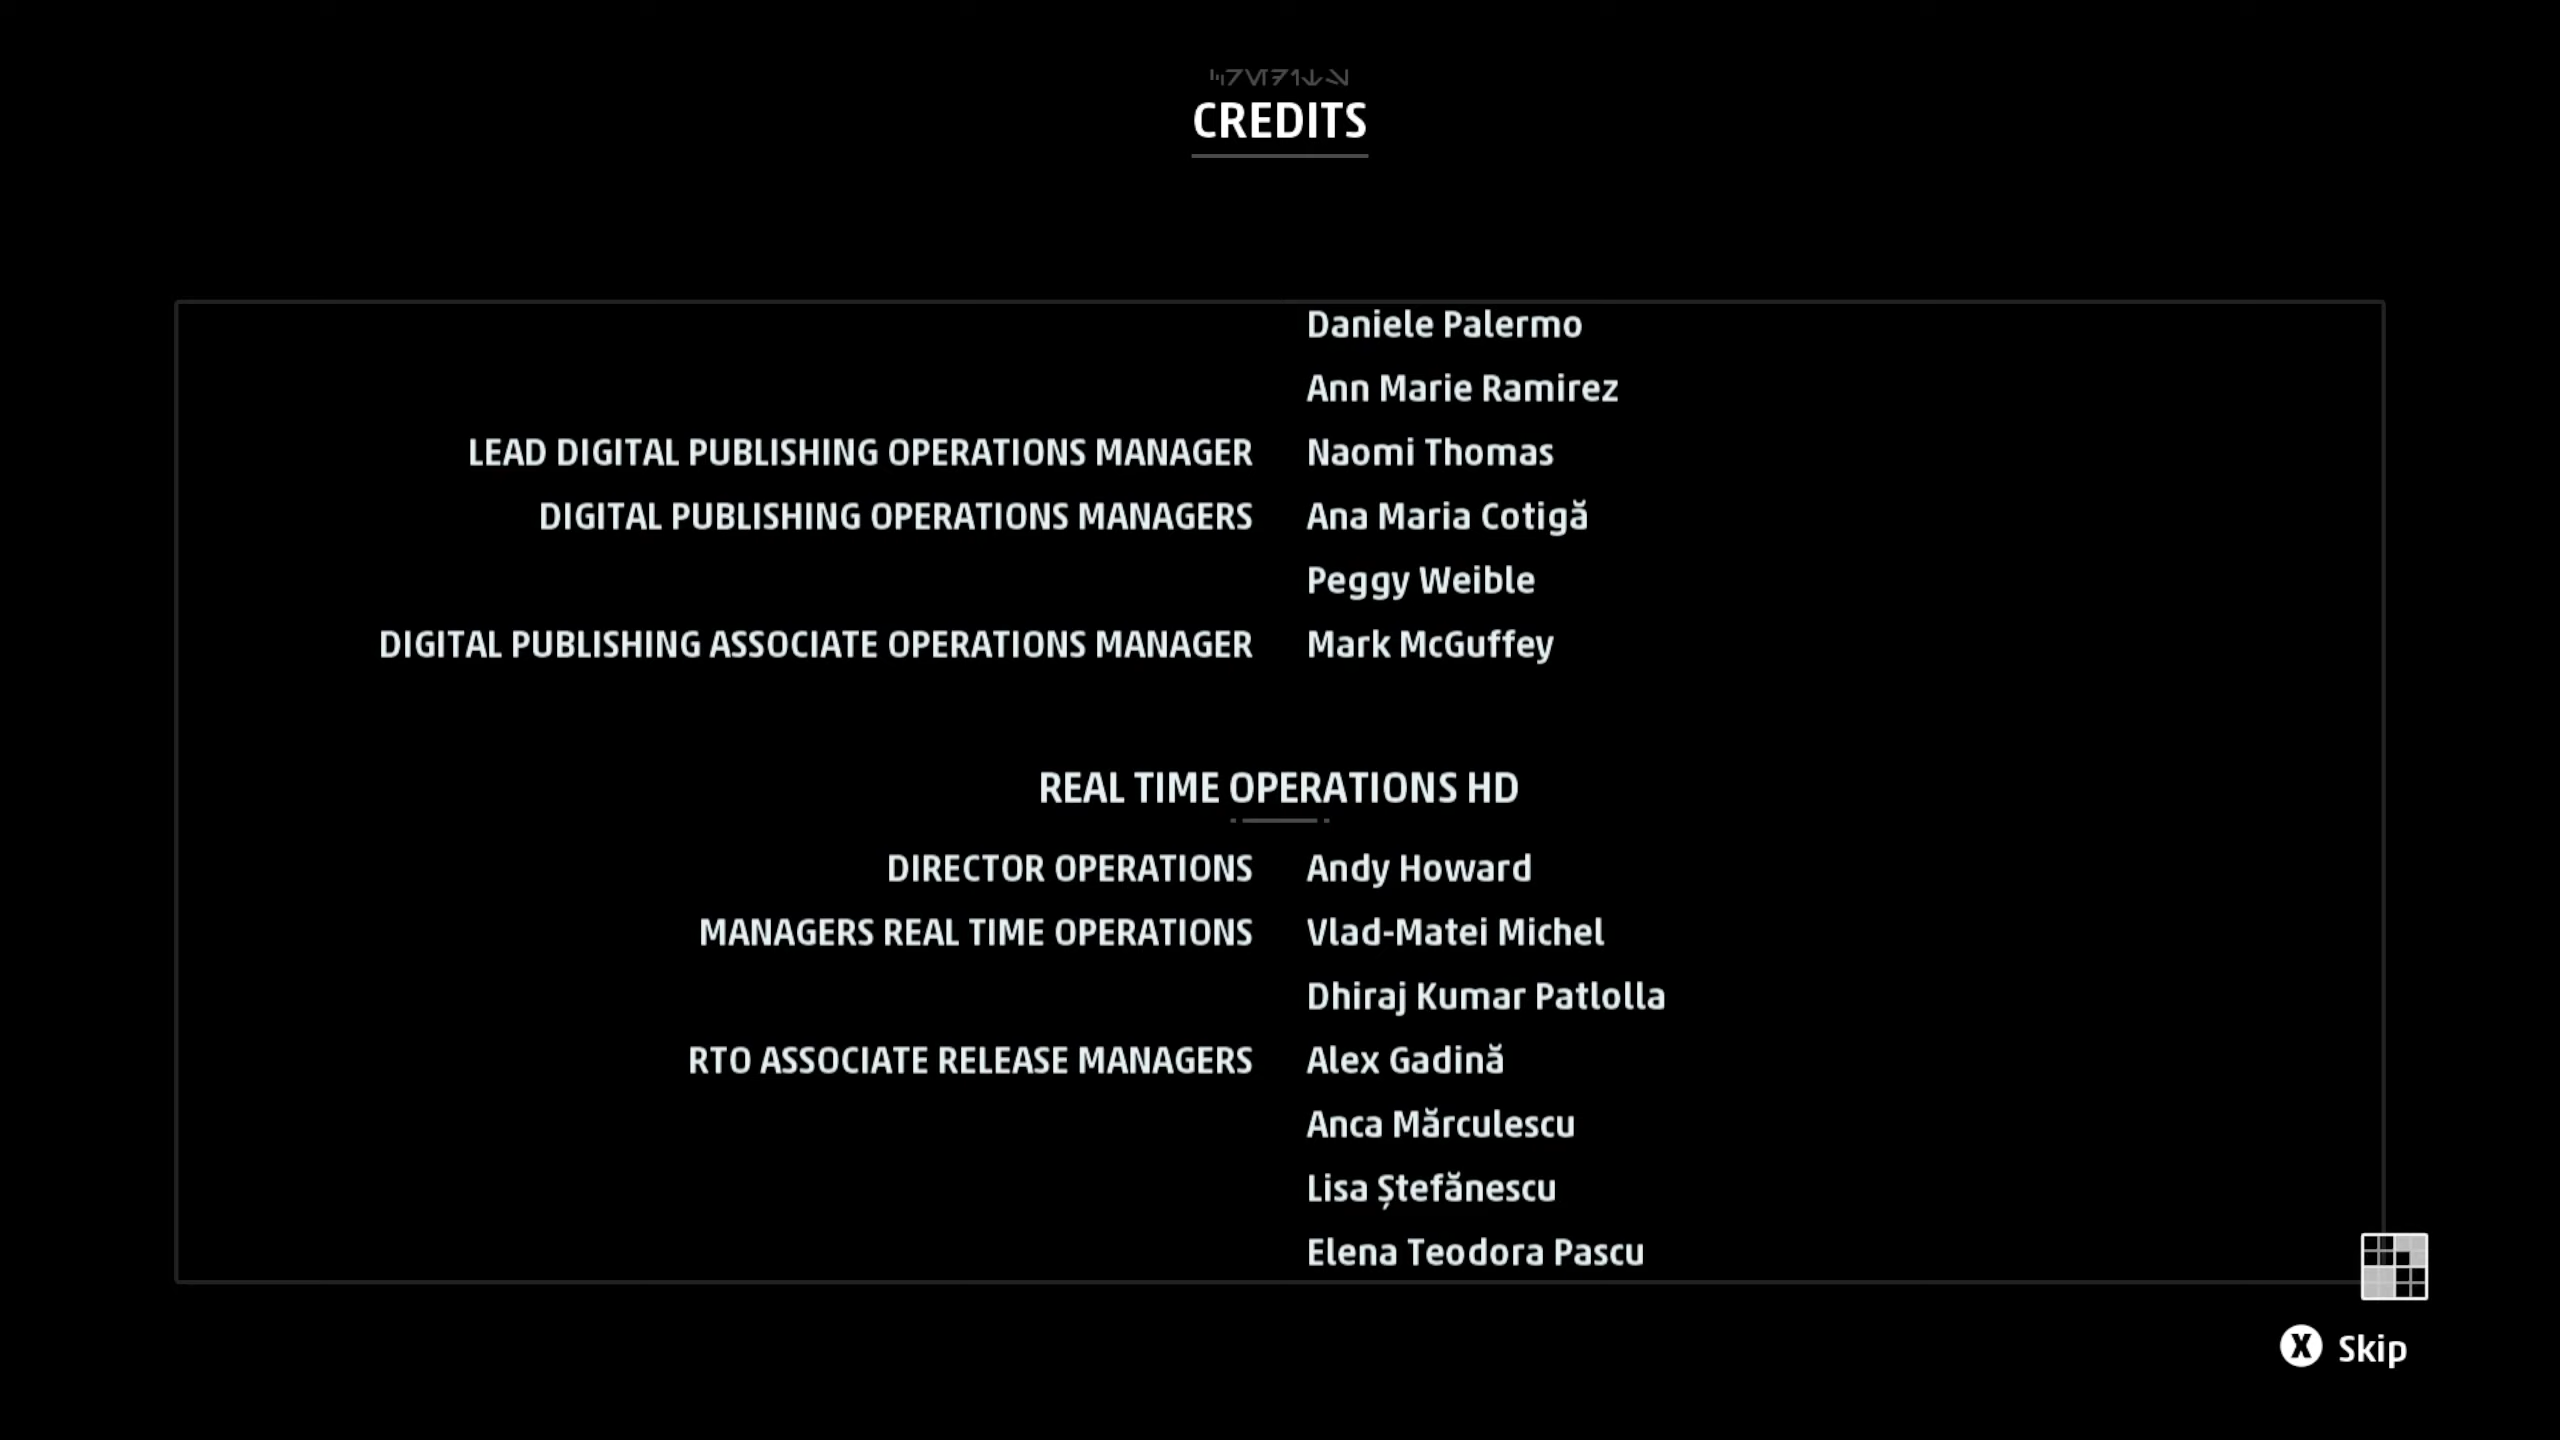 CREDITS
Daniele Palermo
Ann Marie Ramirez
LEAD DIGITAL PUBLISHING OPERATIONS MANAGER Naomi Thomas
DIGITAL PUBLISHING OPERATIONS MANAGERS Ana Maria Cotigă
Peggy Weible
DIGITAL PUBLISHING ASSOCIATE OPERATIONS MANAGER Mark McGuffey
REAL TIME OPERATIONS HD
DIRECTOR OPERATIONS Andy Howard
MANAGERS REAL TIME OPERATIONS Vlad-Matei Michel
Dhiraj Kumar Patlolla
RTO ASSOCIATE RELEASE MANAGERS Alex Gadină
Anca Mărculescu
Lisa Ștefănescu
Elena Teodora Pascu
X Skip